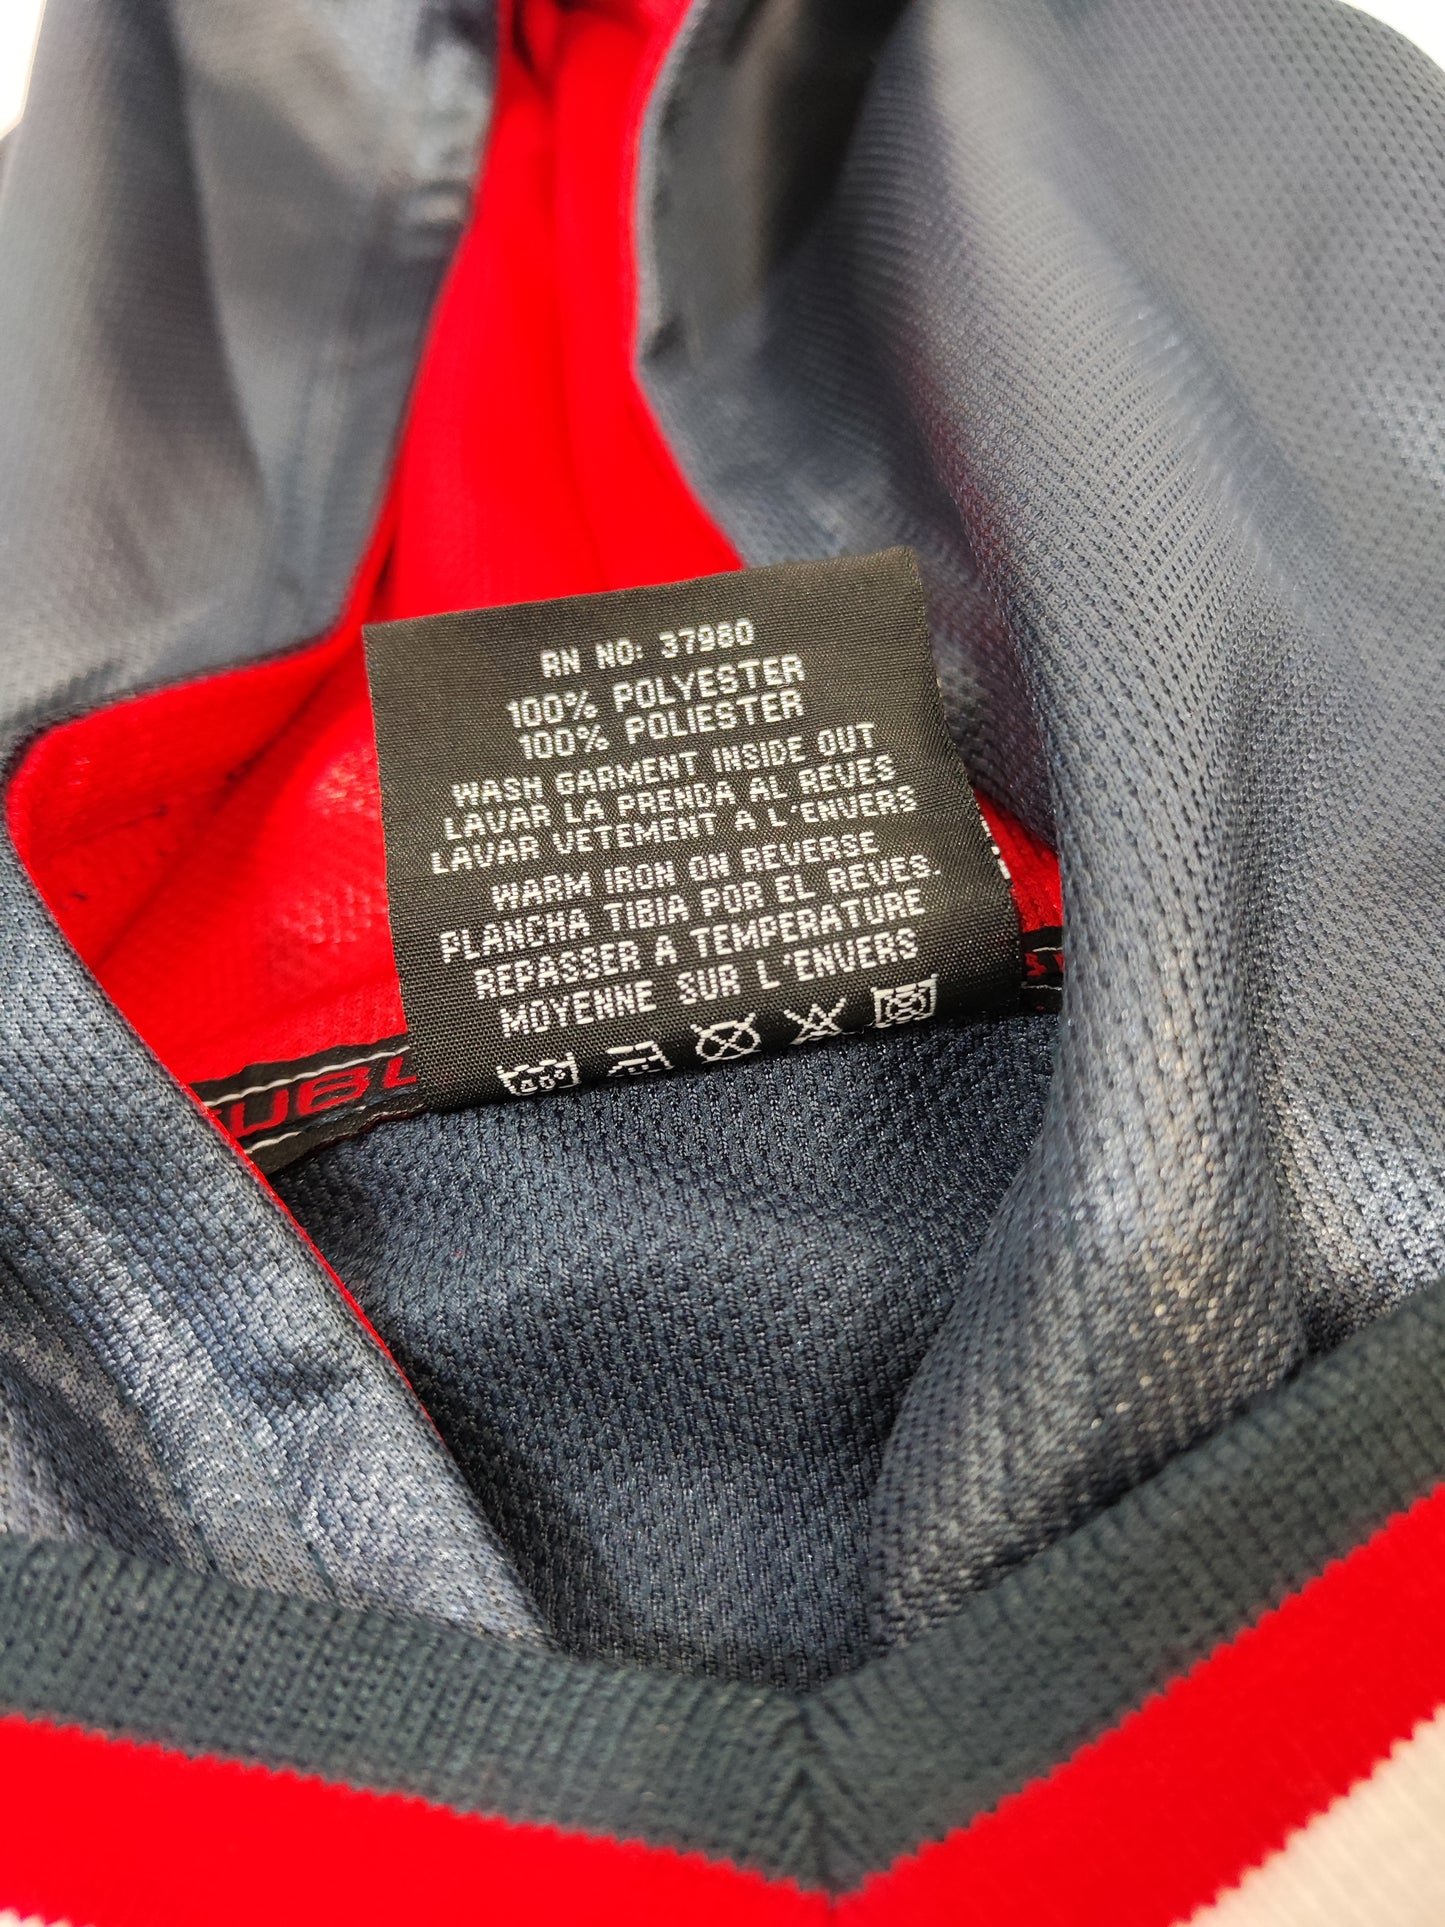 RN NO: 37980
100% POLYESTER
100% POLIESTER
WASH GARMENT INSIDE OUT
LAVAR LA PRENDA AL REVES
LAVAR VETEMENT A L'ENVERS
WARM IRON ON REVERSE
PLANCHA TIBIA POR EL REVES.
REPASSER A TEMPERATURE
MOYENNE SUR L'ENVERS
40°